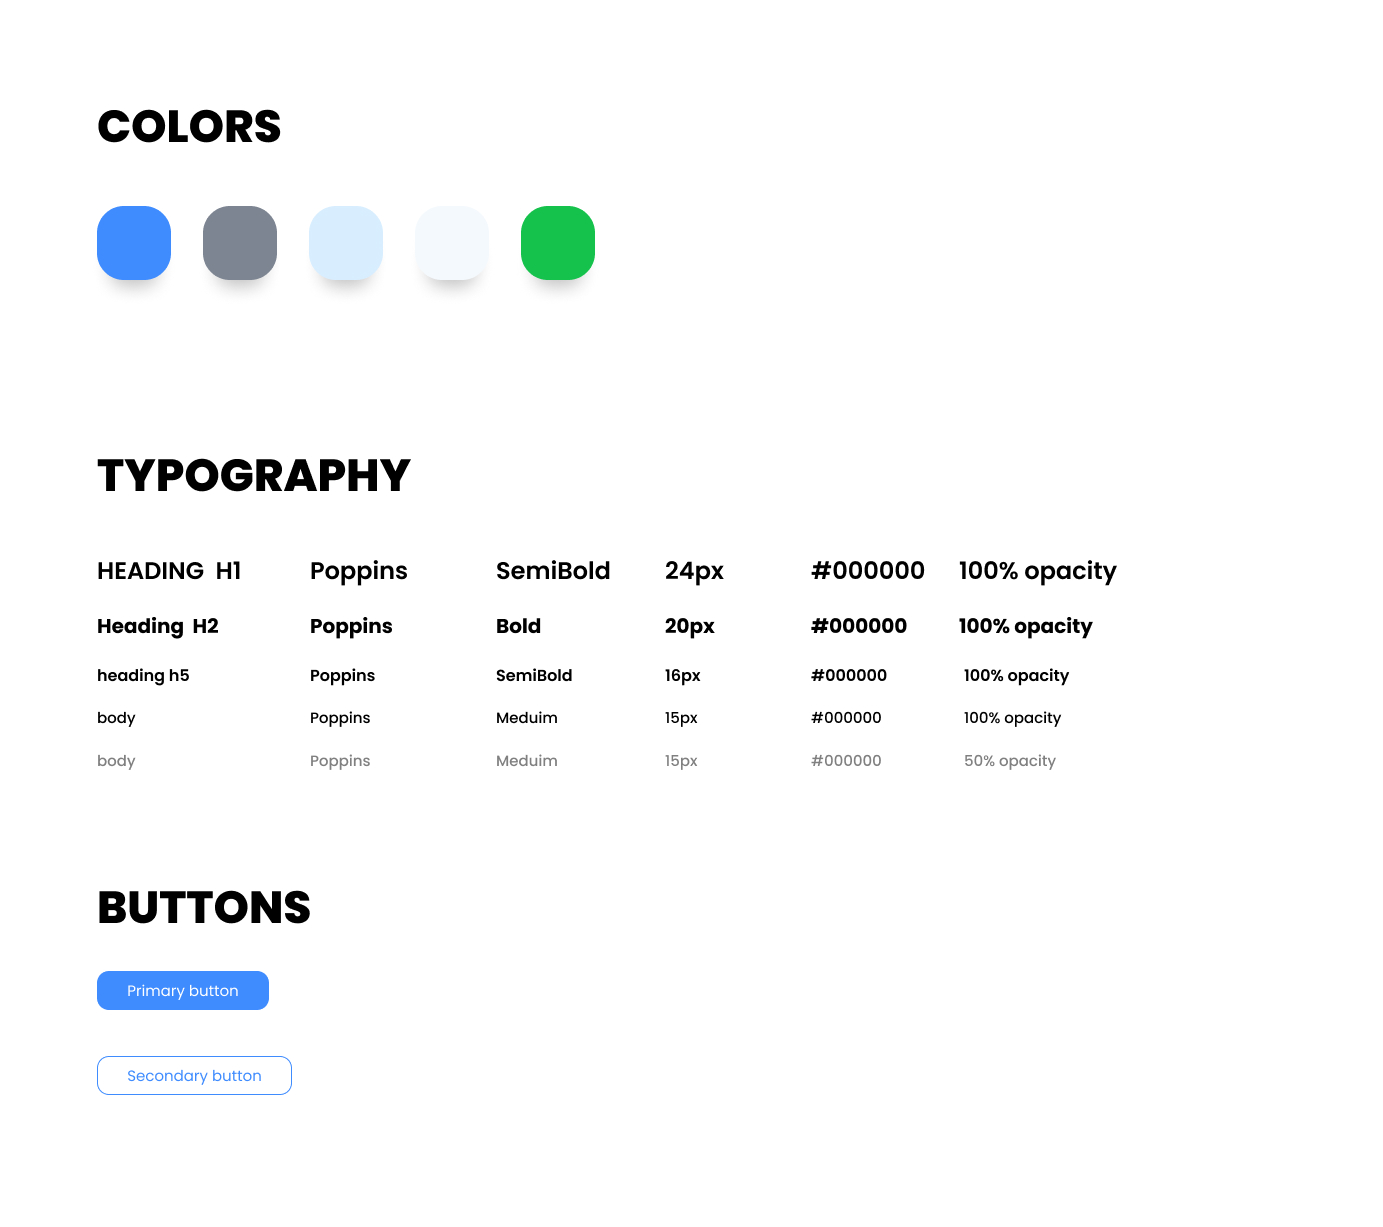 COLORS
TYPOGRAPHY
HEADING H1 Poppins SemiBold 24px #000000 100% opacity
Heading H2 Poppins Bold 20px #000000 100% opacity
heading h5 Poppins SemiBold 16px #000000 100% opacity
body Poppins Meduim 15px #000000 100% opacity
body Poppins Meduim 15px #000000 50% opacity
BUTTONS
Primary button
Secondary button